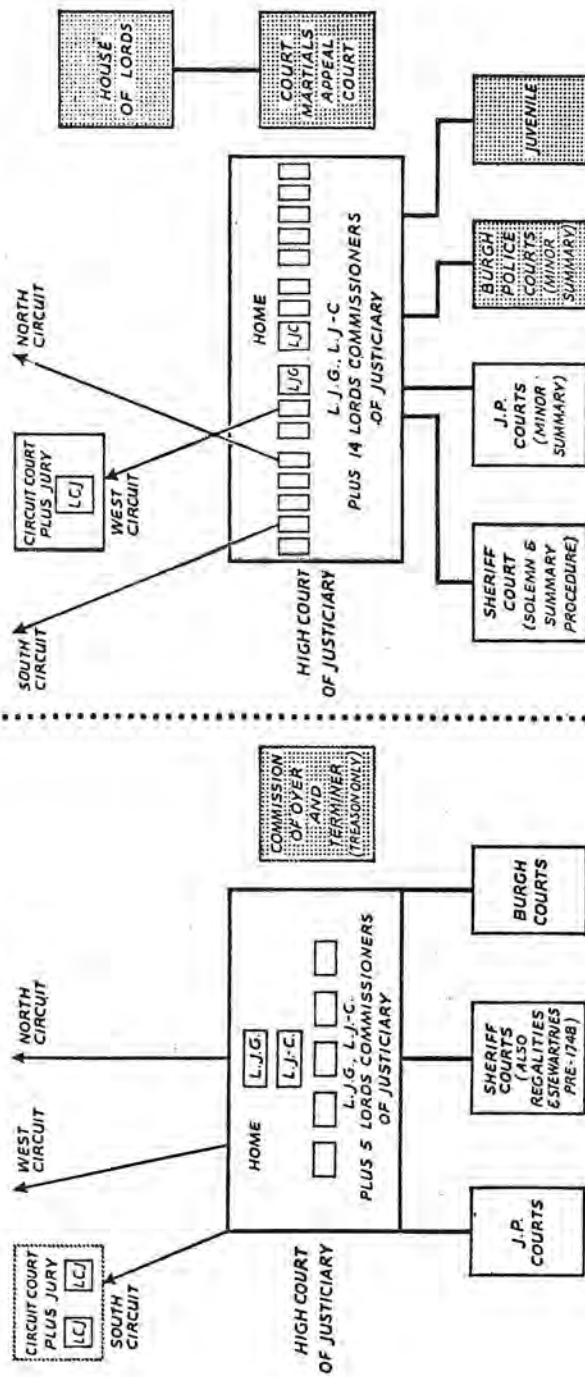 CIRCUIT COURT
PLUS JURY
LCJ LCJ
SOUTH
CIRCUIT
WEST
CIRCUIT
NORTH
CIRCUIT
HIGH COURT
OF JUSTICIARY
HOME
L.J.G.
L.J-C.
L.J.G., L.J-C.
PLUS 5 LORDS COMMISSIONERS
OF JUSTICIARY
COMMISSION
OF OYER
AND
TERMINER
(TREASON ONLY)
J.P.
COURTS
SHERIFF
COURTS
(ALSO
REGALITIES
& STEWARTRIES
PRE-1748)
BURGH
COURTS
SOUTH
CIRCUIT
CIRCUIT COURT
PLUS JURY
LCJ
WEST
CIRCUIT
NORTH
CIRCUIT
HOUSE
OF LORDS
COURT
MARTIALS
APPEAL
COURT
HIGH COURT
OF JUSTICIARY
HOME
LJG LJC
L.J.G., L.J-C
PLUS 14 LORDS COMMISSIONERS
OF JUSTICIARY
SHERIFF
COURT
(SOLEMN &
SUMMARY
PROCEDURE)
J.P.
COURTS
(MINOR
SUMMARY)
BURGH
POLICE
COURTS
(MINOR
SUMMARY)
JUVENILE